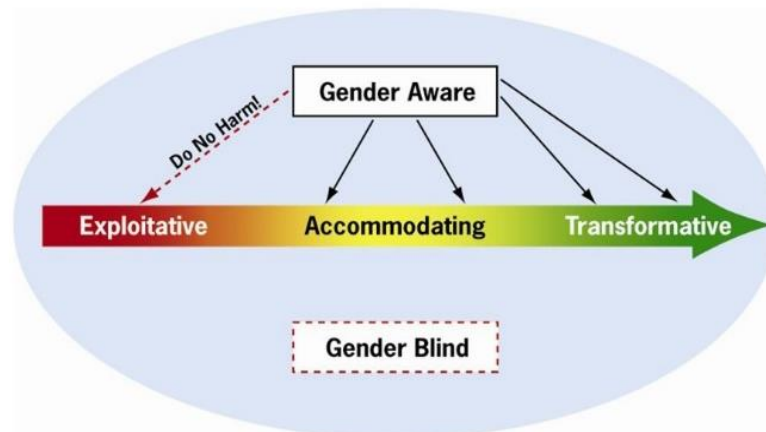 Gender Aware
Do No Harm!
Exploitative
Accommodating
Transformative
Gender Blind